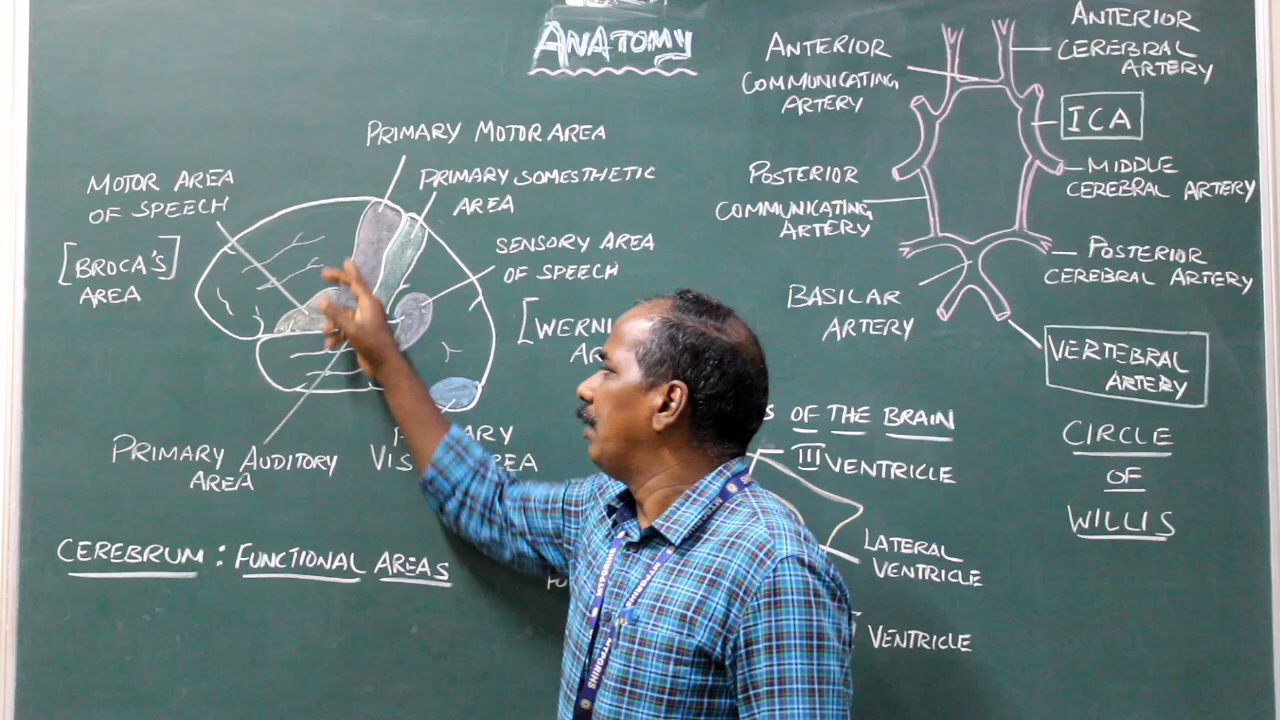 ANATOMY
PRIMARY MOTOR AREA
PRIMARY SOMESTHETIC
AREA
MOTOR AREA
OF SPEECH
[BROCA'S]
AREA
SENSORY AREA
OF SPEECH
PRIMARY AUDITORY
AREA
CEREBRUM : FUNCTIONAL AREAS
ANTERIOR
COMMUNICATING
ARTERY
ANTERIOR
CEREBRAL
ARTERY
ICA
MIDDLE
CEREBRAL ARTERY
POSTERIOR
COMMUNICATING
ARTERY
POSTERIOR
CEREBRAL ARTERY
BASILAR
ARTERY
VERTEBRAL
ARTERY
CIRCLE
OF
WILLIS
OF THE BRAIN
III VENTRICLE
LATERAL
VENTRICLE
VENTRICLE